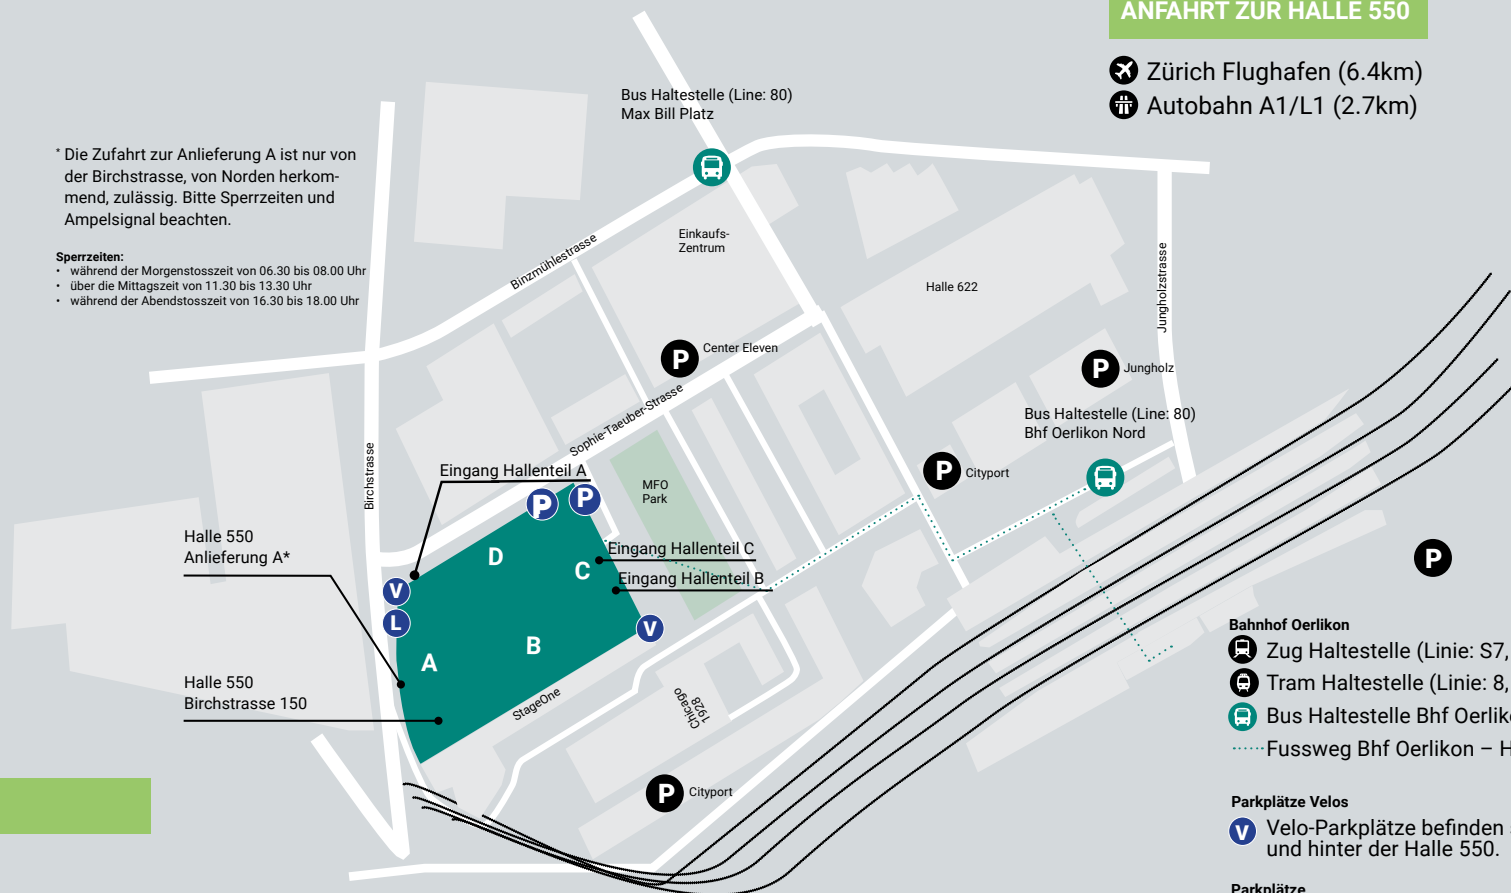 ANFAHRT ZUR HALLE 550
Zürich Flughafen (6.4km)
Autobahn A1/L1 (2.7km)
Bus Haltestelle (Line: 80)
Max Bill Platz
* Die Zufahrt zur Anlieferung A ist nur von
der Birchstrasse, von Norden herkom-
mend, zulässig. Bitte Sperrzeiten und
Ampelsignal beachten.
Sperrzeiten:
• während der Morgenstosszeit von 06.30 bis 08.00 Uhr
• über die Mittagszeit von 11.30 bis 13.30 Uhr
• während der Abendstosszeit von 16.30 bis 18.00 Uhr
Binzmühlestrasse
Einkaufs-
Zentrum
Halle 622
Jungholzstrasse
P Center Eleven
P Jungholz
Sophie-Taeuber-Strasse
Bus Haltestelle (Line: 80)
Bhf Oerlikon Nord
Birchstrasse
Eingang Hallenteil A
MFO
Park
P Cityport
P
P
Halle 550
Anlieferung A*
D
C
Eingang Hallenteil C
Eingang Hallenteil B
P
V
L
V
A
B
Halle 550
Birchstrasse 150
StageOne
Chicago
1928
P Cityport
Bahnhof Oerlikon
Zug Haltestelle (Linie: S7,
Tram Haltestelle (Linie: 8,
Bus Haltestelle Bhf Oerliko
Fussweg Bhf Oerlikon – H
Parkplätze Velos
V Velo-Parkplätze befinden
und hinter der Halle 550.
Parkplätze